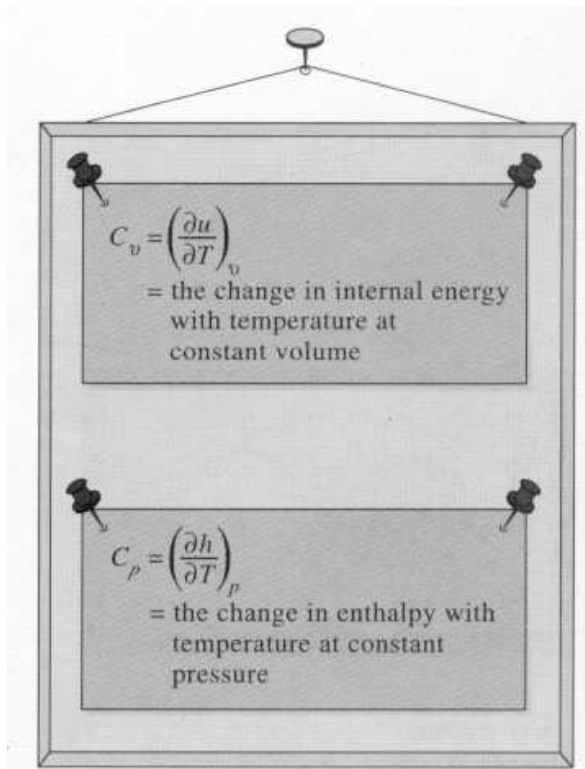 C_v = (∂u/∂T)_v
= the change in internal energy
with temperature at
constant volume
C_p = (∂h/∂T)_p
= the change in enthalpy with
temperature at constant
pressure